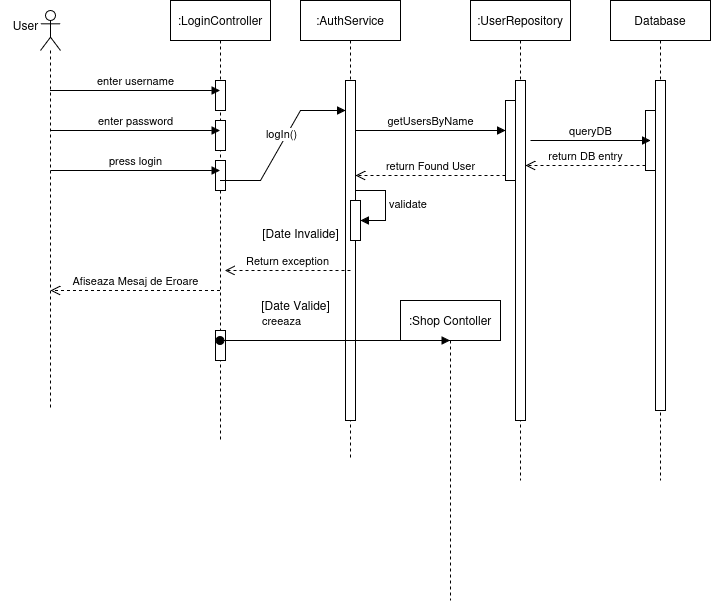 User
:LoginController
:AuthService
:UserRepository
Database
enter username
enter password
getUsersByName
logIn()
queryDB
return DB entry
press login
return Found User
validate
[Date Invalide]
Return exception
Afiseaza Mesaj de Eroare
[Date Valide]
creeaza
:Shop Contoller